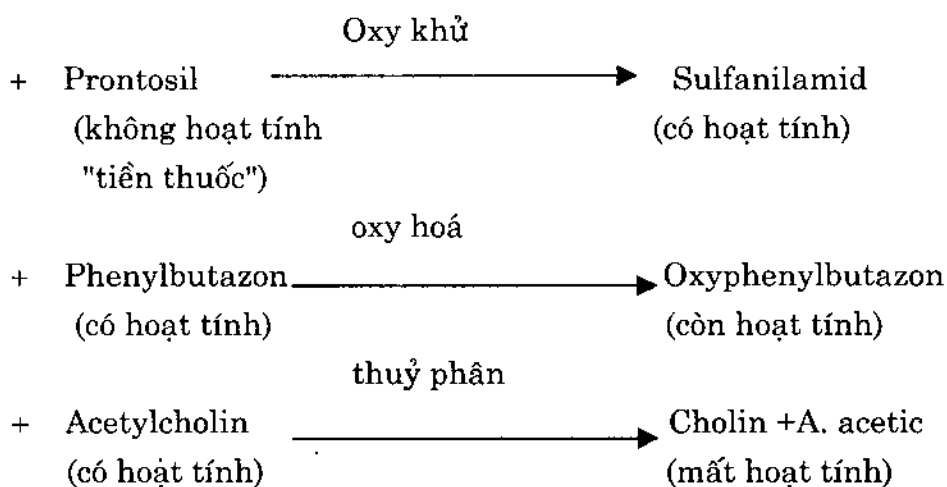 Oxy khử
+ Prontosil Sulfanilamid
(không hoạt tính (có hoạt tính)
"tiền thuốc")
oxy hoá
+ Phenylbutazon Oxyphenylbutazon
(có hoạt tính) (còn hoạt tính)
thuỷ phân
+ Acetylcholin Cholin +A. acetic
(có hoạt tính) (mất hoạt tính)